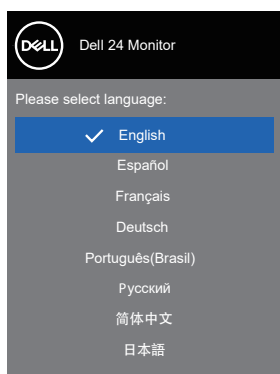 DELL
Dell 24 Monitor
Please select language:
English
Español
Français
Deutsch
Português(Brasil)
Русский
简体中文
日本語